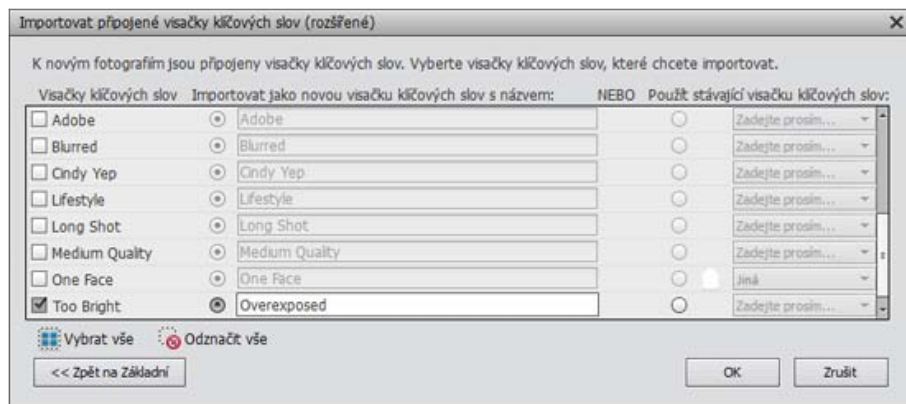 Importovat připojené visačky klíčových slov (rozšířené)
K novým fotografiím jsou připojeny visačky klíčových slov. Vyberte visačky klíčových slov, které chcete importovat.
Visačky klíčových slov Importovat jako novou visačku klíčových slov s názvem: NEBO Použít stávající visačku klíčových slov:
Adobe Adobe Zadejte prosím...
Blurred Blurred Zadejte prosím...
Cindy Yep Cindy Yep Zadejte prosím...
Lifestyle Lifestyle Zadejte prosím...
Long Shot Long Shot Zadejte prosím...
Medium Quality Medium Quality Zadejte prosím...
One Face One Face Jiná
Too Bright Overexposed Zadejte prosím...
Vybrat vše Odznačit vše
<< Zpět na Základní OK Zrušit